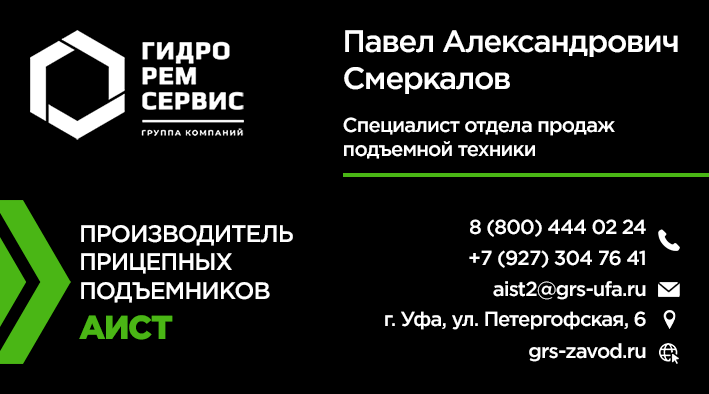 ГИДРО
РЕМ
СЕРВИС
ГРУППА КОМПАНИЙ
Павел Александрович
Смеркалов
Специалист отдела продаж
подъемной техники
ПРОИЗВОДИТЕЛЬ
ПРИЦЕПНЫХ
ПОДЪЕМНИКОВ
АИСТ
8 (800) 444 02 24
+7 (927) 304 76 41
aist2@grs-ufa.ru
г. Уфа, ул. Петергофская, 6
grs-zavod.ru